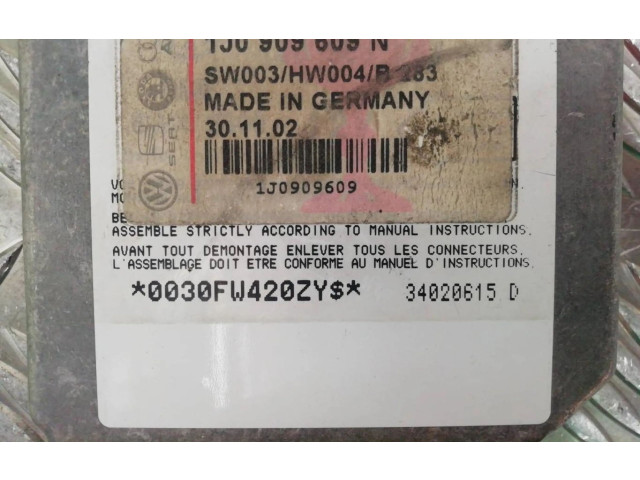 1J0 909 609 N
SW003/HW004/
MADE IN GERMANY
30.11.02
SEAT
1J0909609
ASSEMBLE STRICTLY ACCORDING TO MANUAL INSTRUCTIONS.
AVANT TOUT DEMONTAGE ENLEVER TOUS LES CONNECTEURS.
L'ASSEMBLAGE DOIT ETRE CONFORME AU MANUEL D'INSTRUCTIONS.
*0030FW420ZY$* 34020615 D